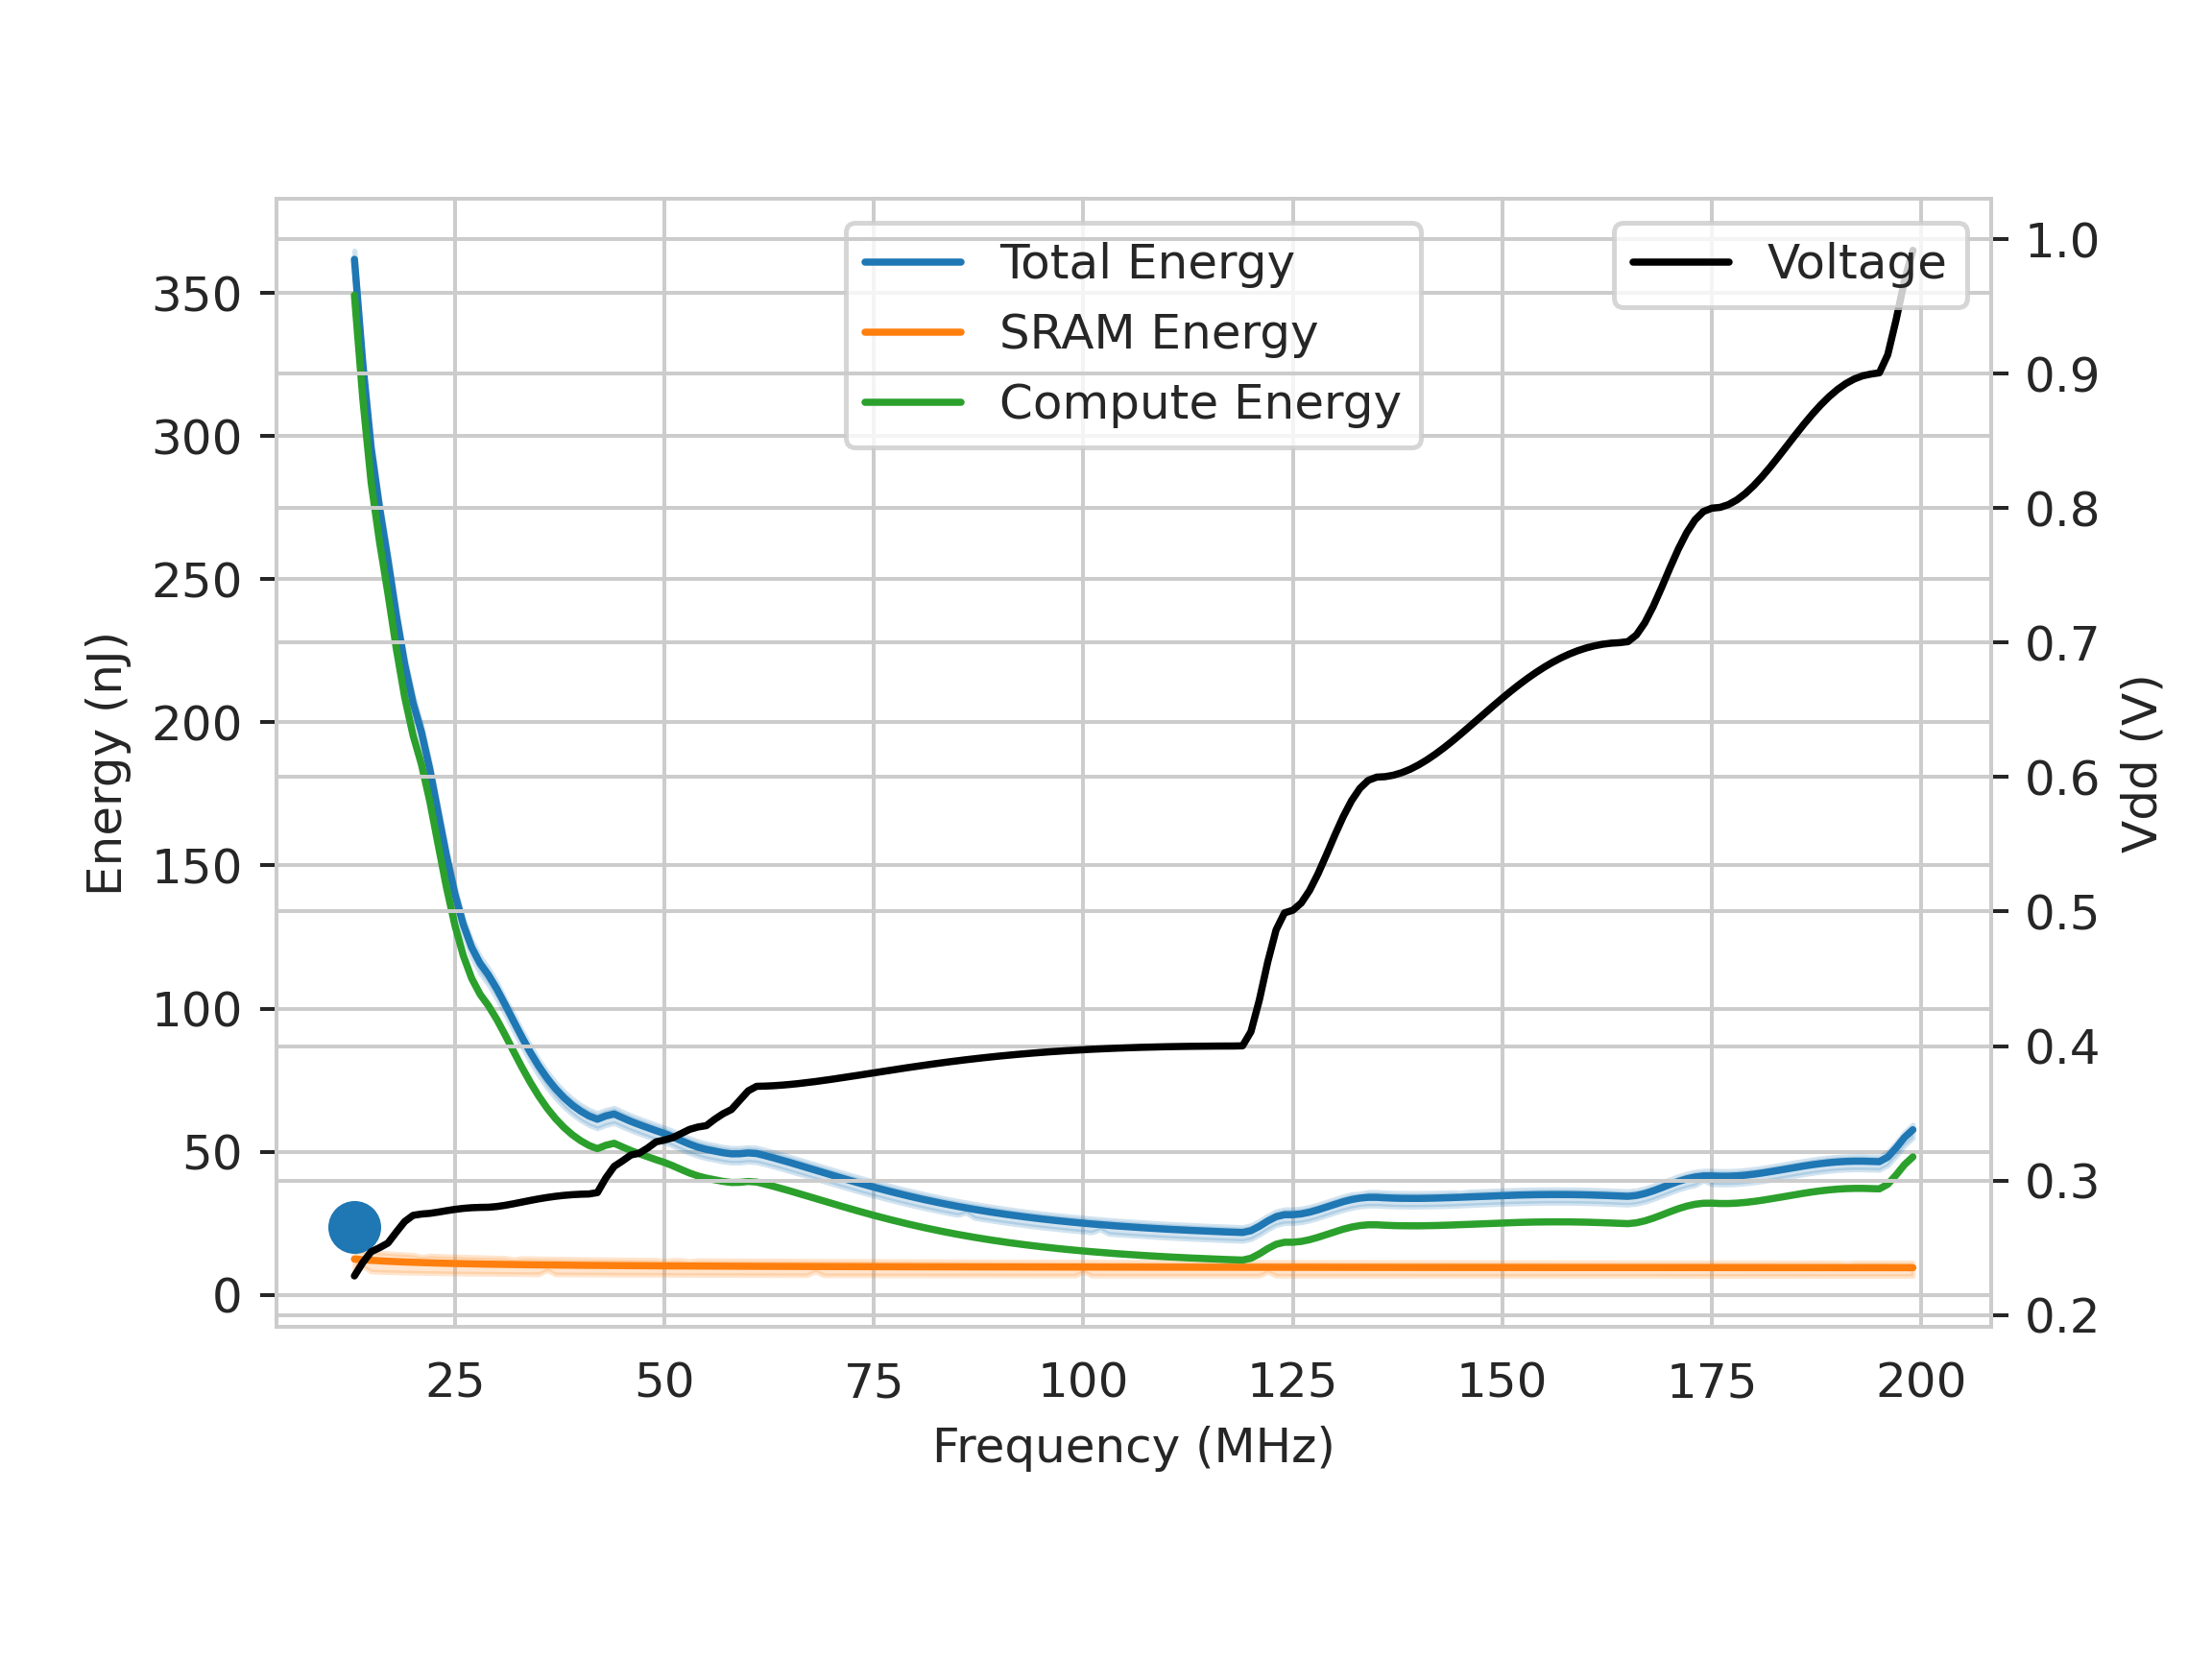 Total Energy
SRAM Energy
Compute Energy
Voltage
350
300
250
200
150
100
50
0
Energy (nJ)
1.0
0.9
0.8
0.7
0.6
0.5
0.4
0.3
0.2
Vdd (V)
25 50 75 100 125 150 175 200
Frequency (MHz)